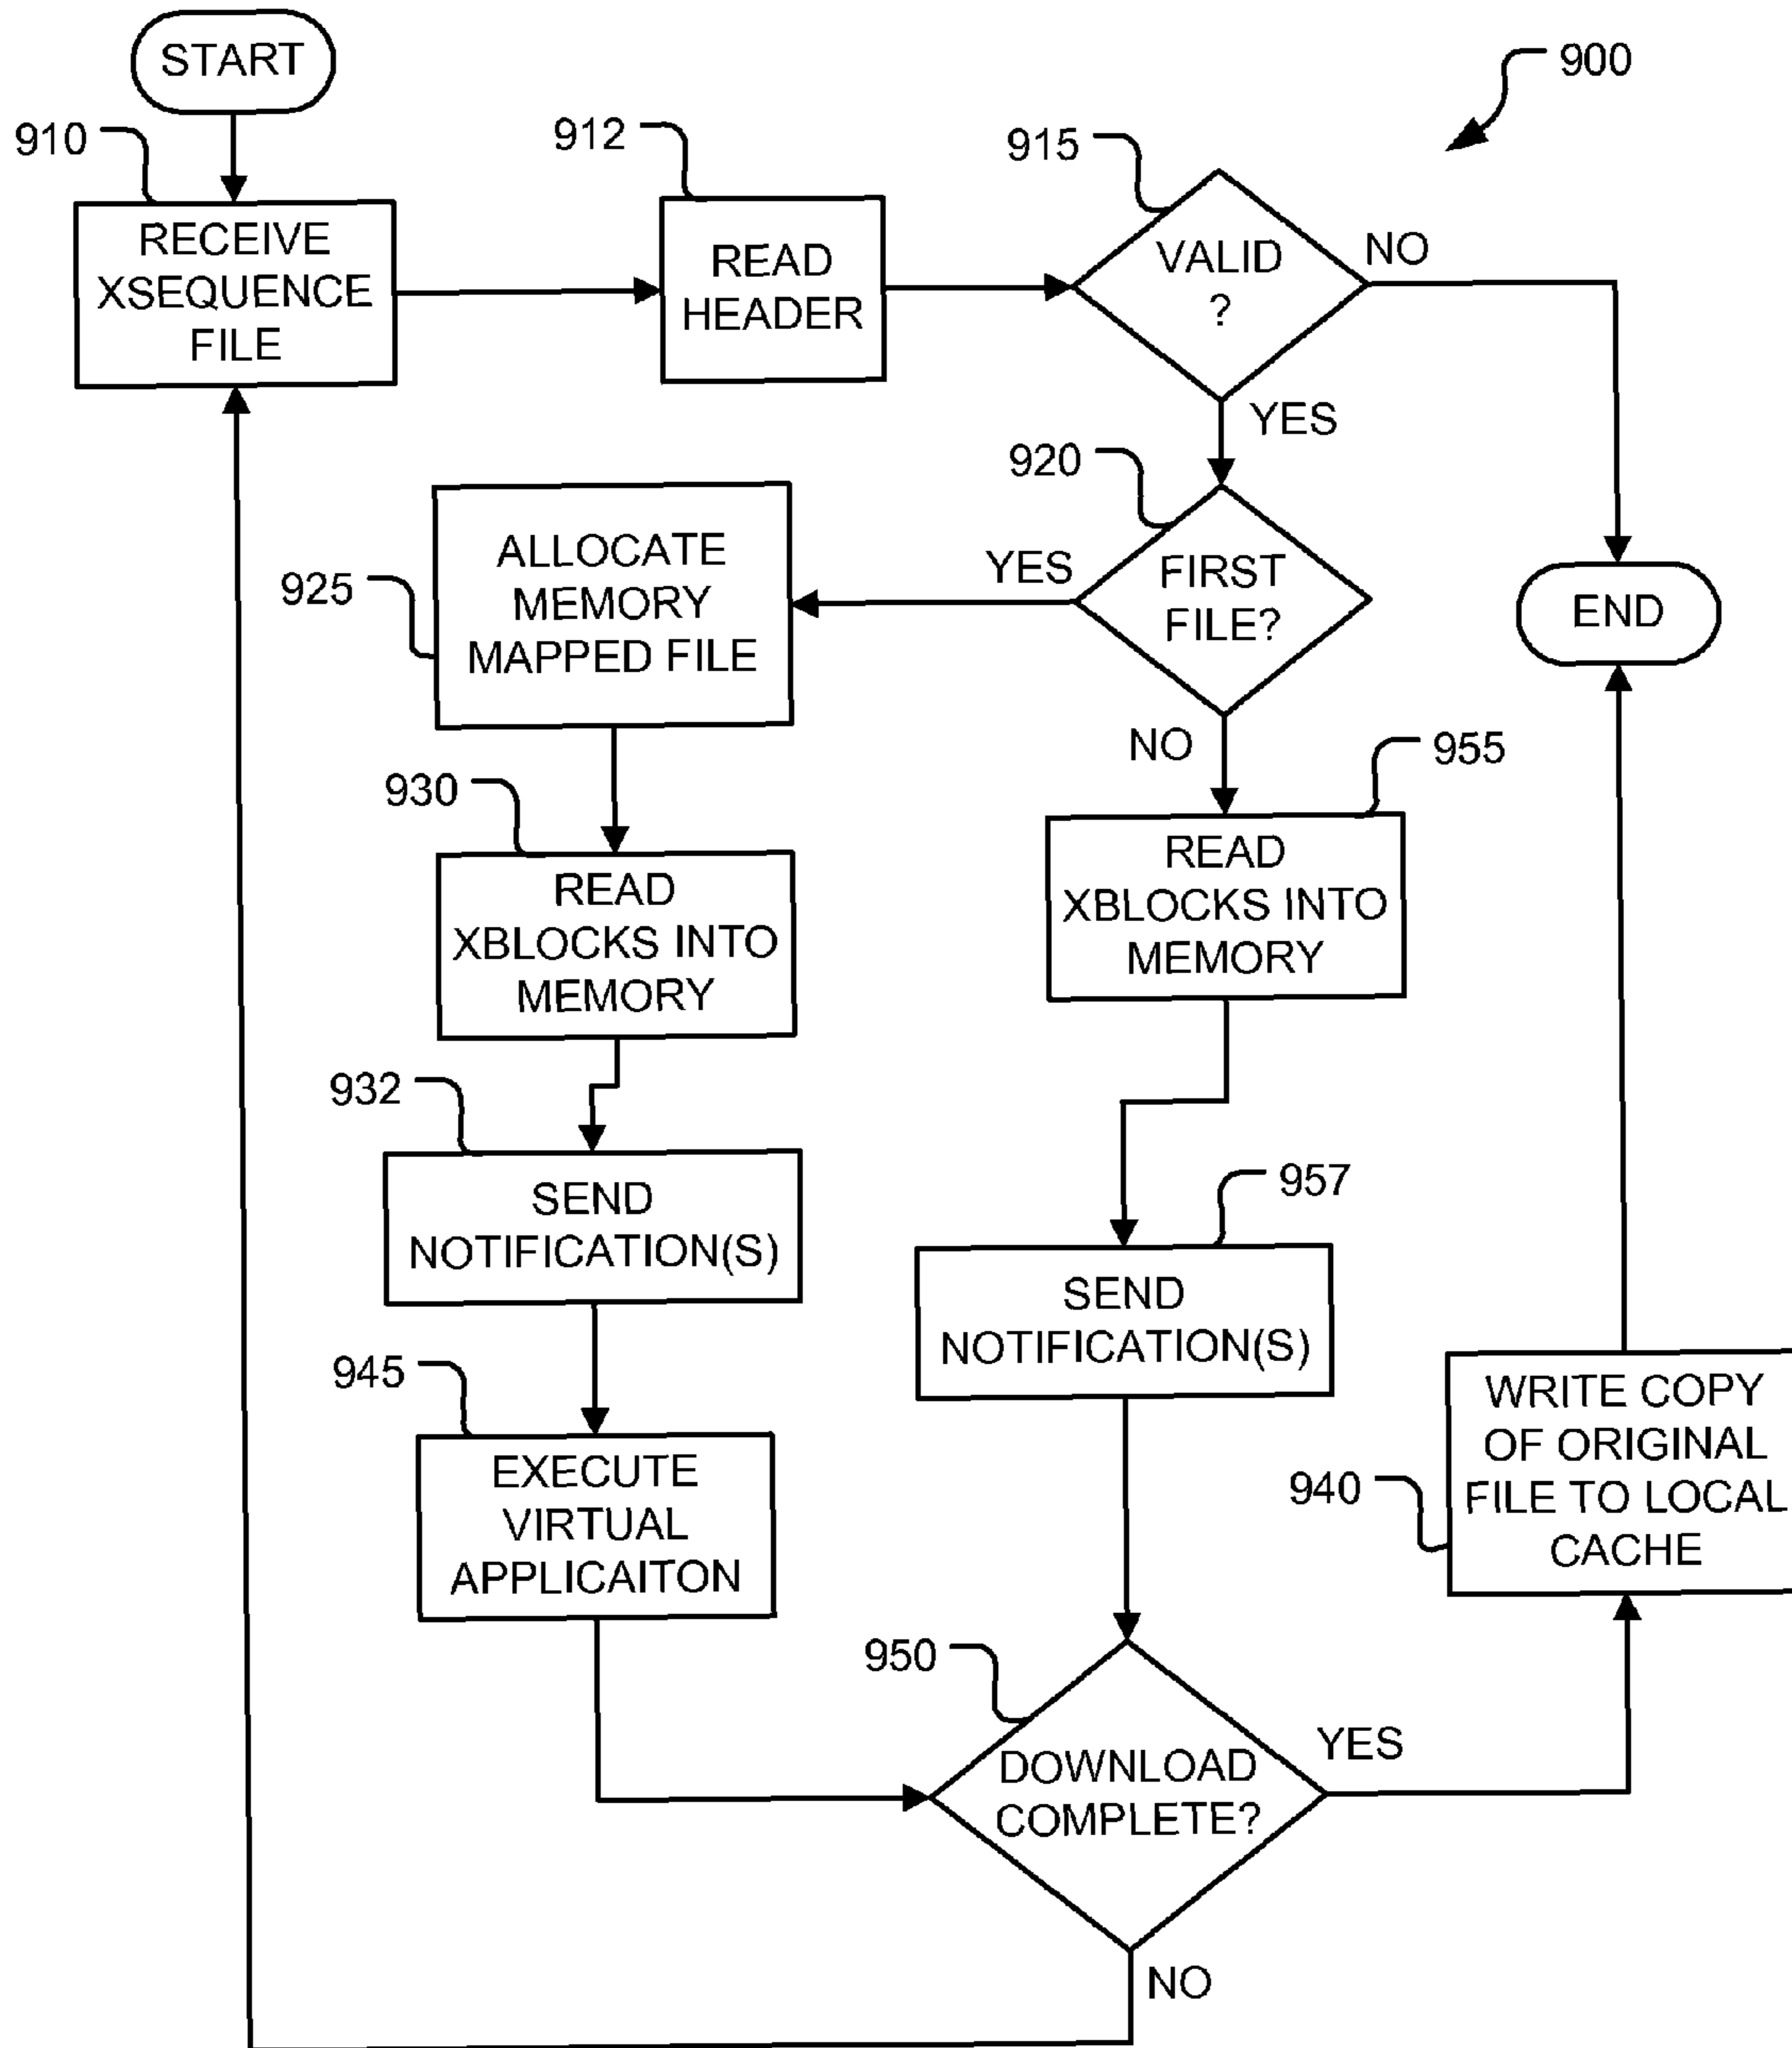 START
900
910
912
915
RECEIVE
XSEQUENCE
FILE
READ
HEADER
VALID
?
NO
YES
920
925
ALLOCATE
MEMORY
MAPPED FILE
YES
FIRST
FILE?
END
NO
930
955
READ
XBLOCKS INTO
MEMORY
READ
XBLOCKS INTO
MEMORY
932
957
SEND
NOTIFICATION(S)
SEND
NOTIFICATION(S)
945
940
WRITE COPY
OF ORIGINAL
FILE TO LOCAL
CACHE
EXECUTE
VIRTUAL
APPLICAITON
950
DOWNLOAD
COMPLETE?
YES
NO